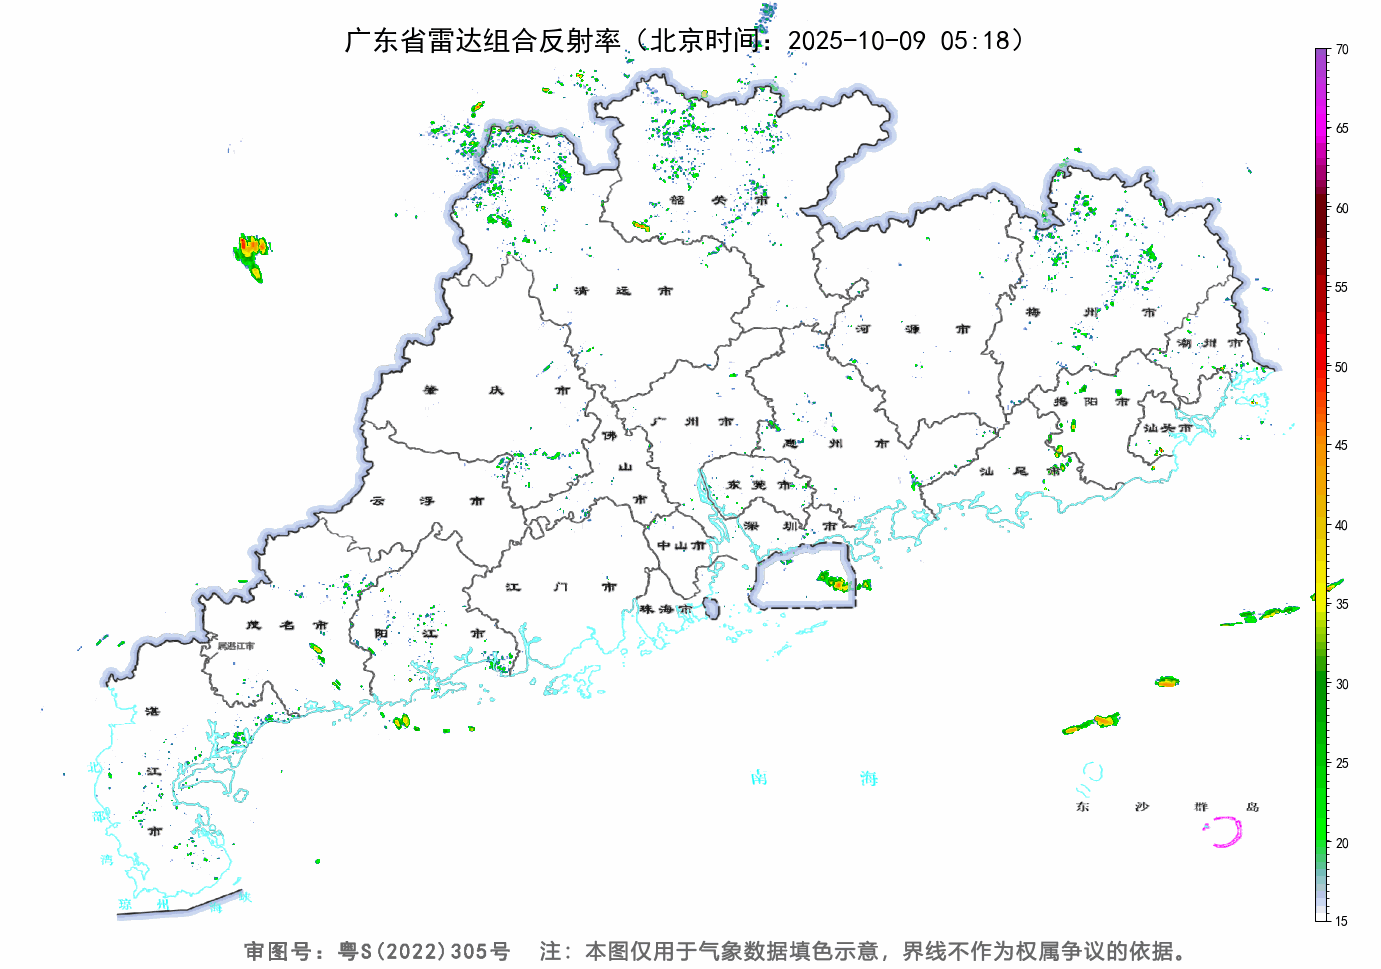 广东省雷达组合反射率（北京时间：2025-10-09 05:18）
70
65
60
55
50
45
40
35
30
25
20
15
韶关市
清远市
河源市
梅州市
潮州市
肇庆市
广州市
惠州市
揭阳市
汕头市
佛山市
云浮市
东莞市
汕尾市
深圳市
中山市
江门市
珠海市
茂名市
阳江市
属湛江市
湛江市
北部湾
琼州海峡
南海
东沙群岛
审图号：粤S(2022)305号 注：本图仅用于气象数据填色示意，界线不作为权属争议的依据。